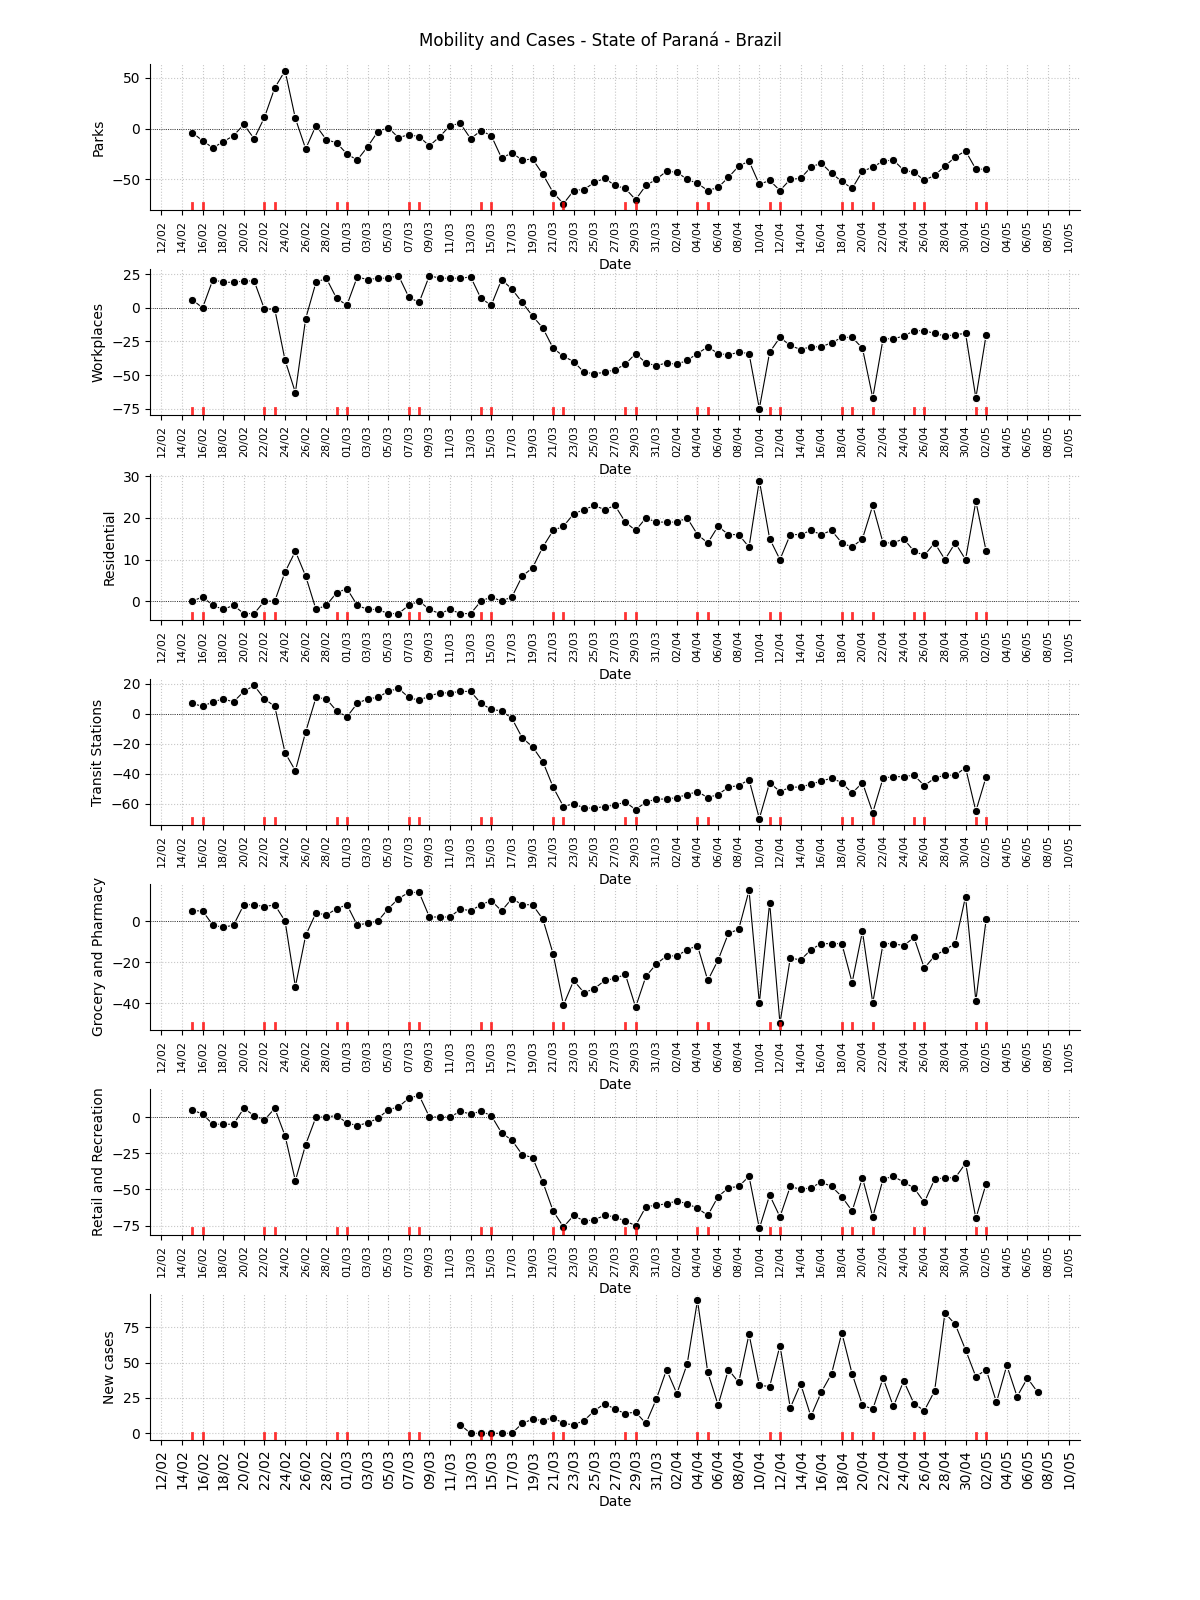 Mobility and Cases - State of Paraná - Brazil
Parks
50
0
−50
12/02 14/02 16/02 18/02 20/02 22/02 24/02 26/02 28/02 01/03 03/03 05/03 07/03 09/03 11/03 13/03 15/03 17/03 19/03 21/03 23/03 25/03 27/03 29/03 31/03 02/04 04/04 06/04 08/04 10/04 12/04 14/04 16/04 18/04 20/04 22/04 24/04 26/04 28/04 30/04 02/05 04/05 06/05 08/05 10/05
Date
Workplaces
25
0
−25
−50
−75
12/02 14/02 16/02 18/02 20/02 22/02 24/02 26/02 28/02 01/03 03/03 05/03 07/03 09/03 11/03 13/03 15/03 17/03 19/03 21/03 23/03 25/03 27/03 29/03 31/03 02/04 04/04 06/04 08/04 10/04 12/04 14/04 16/04 18/04 20/04 22/04 24/04 26/04 28/04 30/04 02/05 04/05 06/05 08/05 10/05
Date
Residential
30
20
10
0
12/02 14/02 16/02 18/02 20/02 22/02 24/02 26/02 28/02 01/03 03/03 05/03 07/03 09/03 11/03 13/03 15/03 17/03 19/03 21/03 23/03 25/03 27/03 29/03 31/03 02/04 04/04 06/04 08/04 10/04 12/04 14/04 16/04 18/04 20/04 22/04 24/04 26/04 28/04 30/04 02/05 04/05 06/05 08/05 10/05
Date
Transit Stations
20
0
−20
−40
−60
12/02 14/02 16/02 18/02 20/02 22/02 24/02 26/02 28/02 01/03 03/03 05/03 07/03 09/03 11/03 13/03 15/03 17/03 19/03 21/03 23/03 25/03 27/03 29/03 31/03 02/04 04/04 06/04 08/04 10/04 12/04 14/04 16/04 18/04 20/04 22/04 24/04 26/04 28/04 30/04 02/05 04/05 06/05 08/05 10/05
Date
Grocery and Pharmacy
0
−20
−40
12/02 14/02 16/02 18/02 20/02 22/02 24/02 26/02 28/02 01/03 03/03 05/03 07/03 09/03 11/03 13/03 15/03 17/03 19/03 21/03 23/03 25/03 27/03 29/03 31/03 02/04 04/04 06/04 08/04 10/04 12/04 14/04 16/04 18/04 20/04 22/04 24/04 26/04 28/04 30/04 02/05 04/05 06/05 08/05 10/05
Date
Retail and Recreation
0
−25
−50
−75
12/02 14/02 16/02 18/02 20/02 22/02 24/02 26/02 28/02 01/03 03/03 05/03 07/03 09/03 11/03 13/03 15/03 17/03 19/03 21/03 23/03 25/03 27/03 29/03 31/03 02/04 04/04 06/04 08/04 10/04 12/04 14/04 16/04 18/04 20/04 22/04 24/04 26/04 28/04 30/04 02/05 04/05 06/05 08/05 10/05
Date
New cases
75
50
25
0
12/02 14/02 16/02 18/02 20/02 22/02 24/02 26/02 28/02 01/03 03/03 05/03 07/03 09/03 11/03 13/03 15/03 17/03 19/03 21/03 23/03 25/03 27/03 29/03 31/03 02/04 04/04 06/04 08/04 10/04 12/04 14/04 16/04 18/04 20/04 22/04 24/04 26/04 28/04 30/04 02/05 04/05 06/05 08/05 10/05
Date